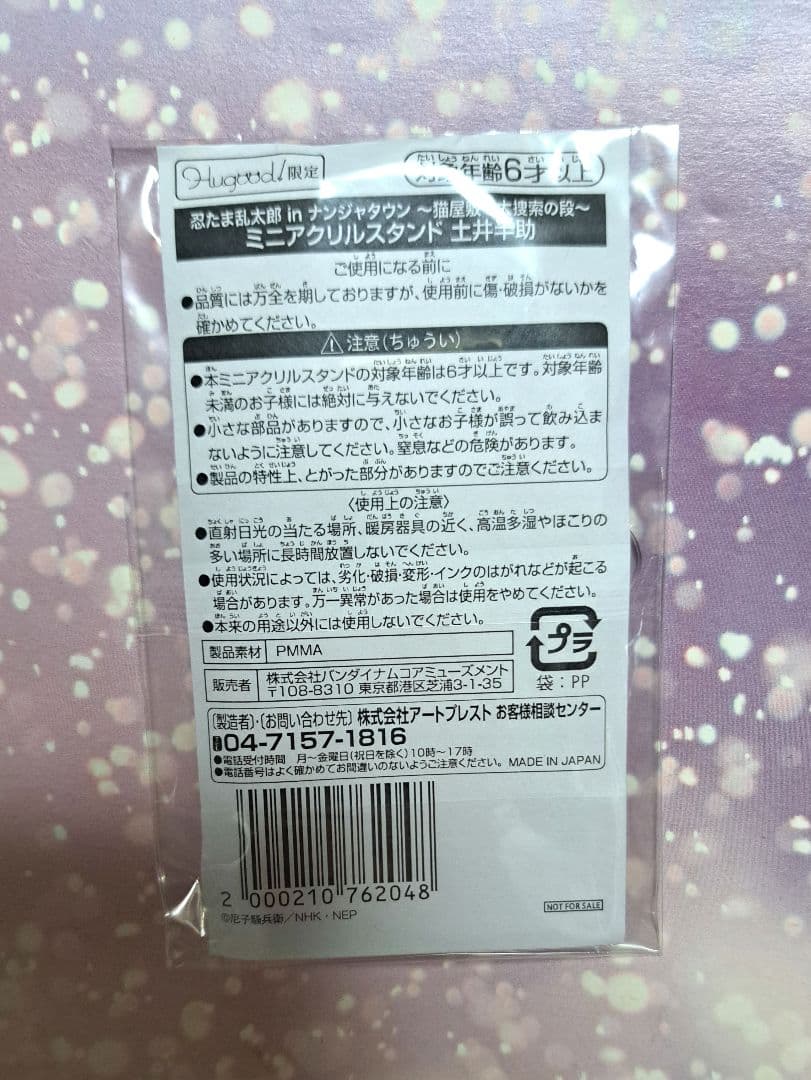 Hugood!限定
対象年齢6才以上
忍たま乱太郎 in ナンジャタウン ～猫屋敷 大捜索の段～
ミニアクリルスタンド 土井半助
ご使用になる前に
●品質には万全を期しておりますが、使用前に傷・破損がないかを
確かめてください。
⚠注意(ちゅうい)
●本ミニアクリルスタンドの対象年齢は6才以上です。対象年齢
未満のお子様には絶対に与えないでください。
●小さな部品がありますので、小さなお子様が誤って飲み込ま
ないように注意してください。窒息などの危険があります。
●製品の特性上、とがった部分がありますのでご注意ください。
〈使用上の注意〉
●直射日光の当たる場所、暖房器具の近く、高温多湿やほこりの
多い場所に長時間放置しないでください。
●使用状況によっては、劣化・破損・変形・インクのはがれなどが起こる
場合があります。万一異常があった場合は使用をやめてください。
●本来の用途以外には使用しないでください。
製品素材 PMMA
プラ
袋：PP
販売者 株式会社バンダイナムコアミューズメント
〒108-8310 東京都港区芝浦3-1-35
〔製造者〕・〔お問い合わせ先〕 株式会社アートプレスト お客様相談センター
04-7157-1816
●電話受付時間 月～金曜日(祝日を除く)10時～17時
●電話番号はよく確かめてお間違いのないようご注意ください。 MADE IN JAPAN
2 000210 762048
NOT FOR SALE
©尼子騒兵衛／NHK・NEP